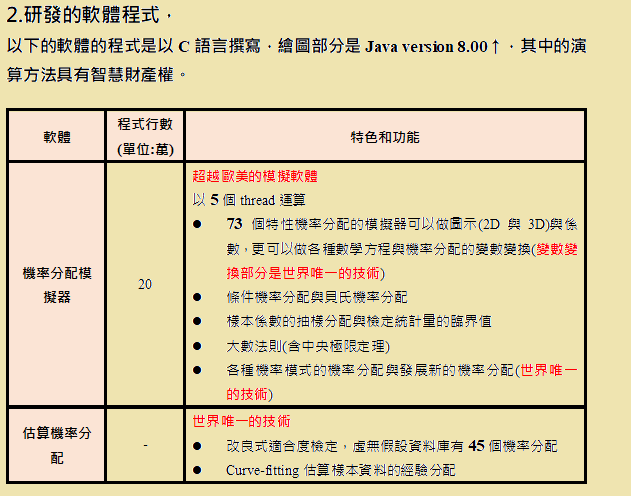 2.研發的軟體程式，
以下的軟體的程式是以 C 語言撰寫，繪圖部分是 Java version 8.00↑，其中的演
算方法具有智慧財產權。
軟體
程式行數
(單位:萬)
特色和功能
機率分配模
擬器
20
超越歐美的模擬軟體
以 5 個 thread 運算
● 73 個特性機率分配的模擬器可以做圖示(2D 與 3D)與係
數，更可以做各種數學方程與機率分配的變數變換(變數變
換部分是世界唯一的技術)
● 條件機率分配與貝氏機率分配
● 樣本係數的抽樣分配與檢定統計量的臨界值
● 大數法則(含中央極限定理)
● 各種機率模式的機率分配與發展新的機率分配(世界唯一
的技術)
估算機率分
配
-
世界唯一的技術
● 改良式適合度檢定，虛無假設資料庫有 45 個機率分配
● Curve-fitting 估算樣本資料的經驗分配